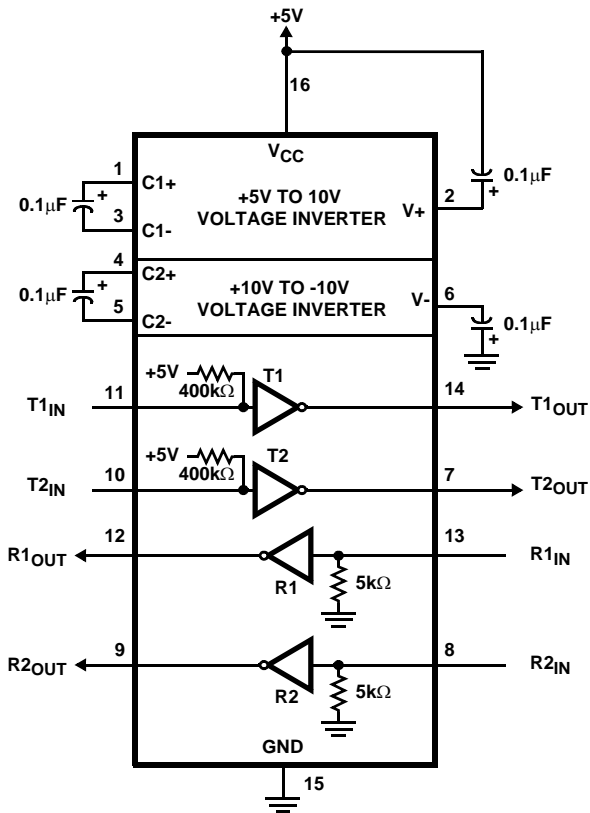 +5V
16
VCC
1
C1+
+
0.1μF
3
C1-
+5V TO 10V
VOLTAGE INVERTER
V+
2
0.1μF
+
4
C2+
+
0.1μF
5
C2-
+10V TO -10V
VOLTAGE INVERTER
V-
6
0.1μF
+
+5V
400kΩ
T1
T1IN
11
14
T1OUT
+5V
400kΩ
T2
T2IN
10
7
T2OUT
R1OUT
12
13
R1IN
R1
5kΩ
R2OUT
9
8
R2IN
R2
5kΩ
GND
15